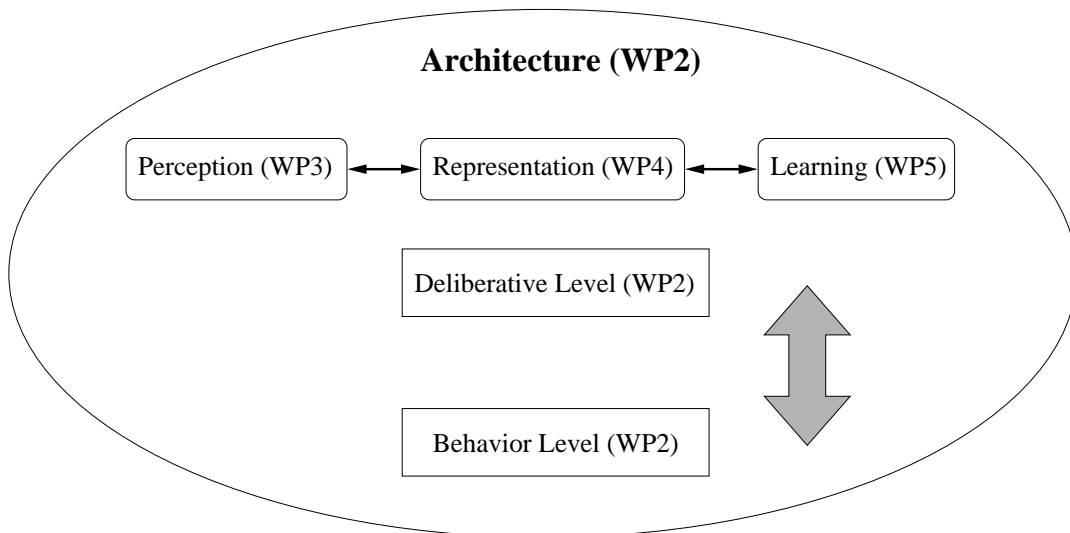 Architecture (WP2)
Perception (WP3)
Representation (WP4)
Learning (WP5)
Deliberative Level (WP2)
Behavior Level (WP2)